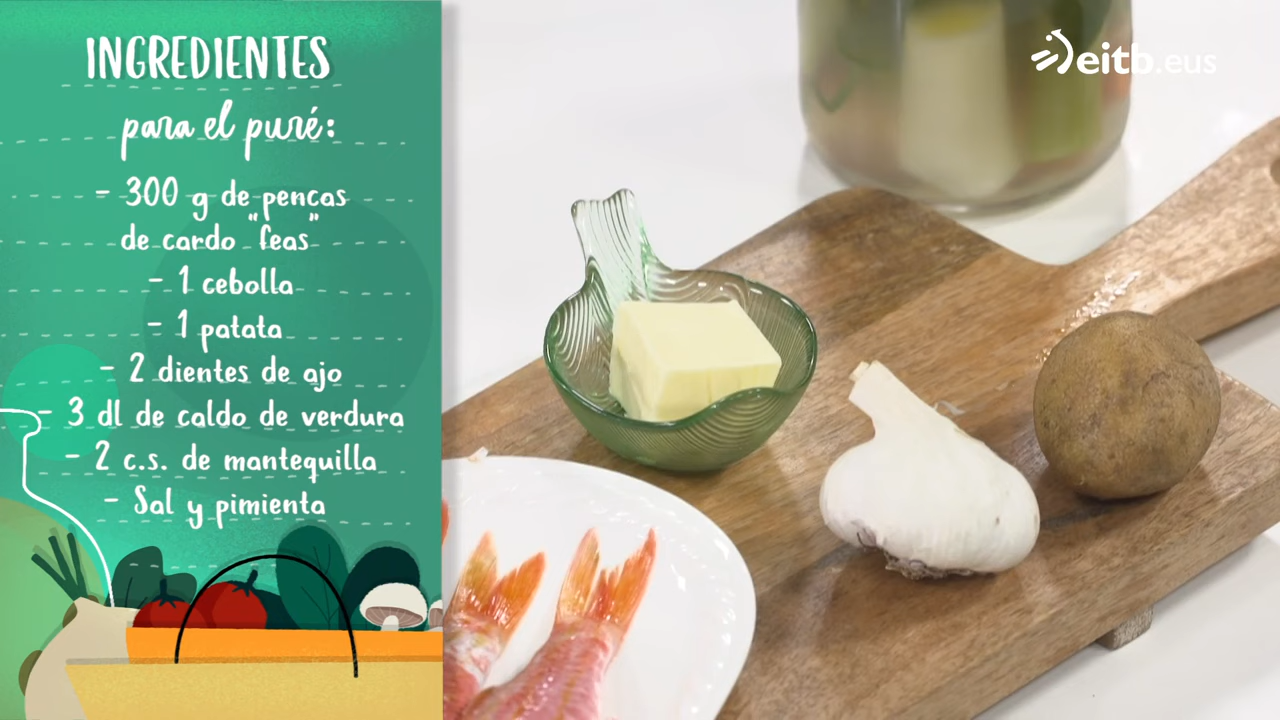 INGREDIENTES
para el puré:
- 300 g de pencas
de cardo "feas"
- 1 cebolla
- 1 patata
- 2 dientes de ajo
- 3 dl de caldo de verdura
- 2 c.s. de mantequilla
- Sal y pimienta
eitb.eus